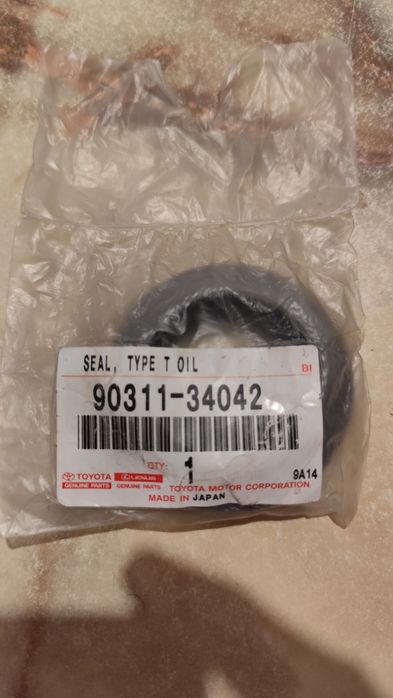 SEAL, TYPE T OIL BI
90311-34042
QTY: 1
9A14
TOYOTA LEXUS
GENUINE PARTS GENUINE PARTS TOYOTA MOTOR CORPORATION
MADE IN JAPAN